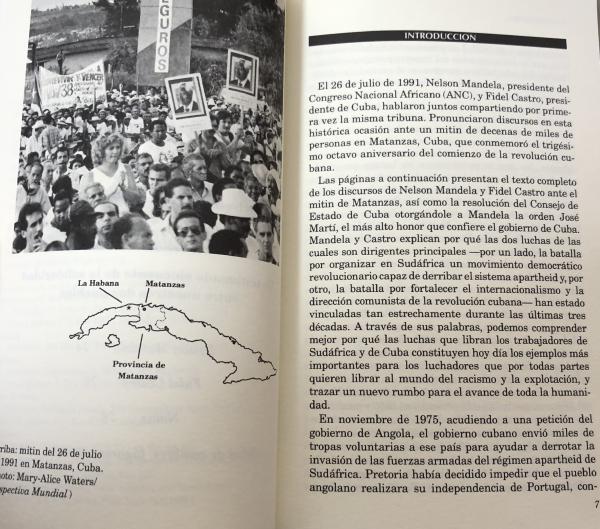 EGUROS
Y VENCER
38
La Habana
Matanzas
Provincia de
Matanzas
rriba: mitin del 26 de julio
1991 en Matanzas, Cuba.
oto: Mary-Alice Waters/
spectiva Mundial)
INTRODUCCION
El 26 de julio de 1991, Nelson Mandela, presidente del
Congreso Nacional Africano (ANC), y Fidel Castro, presi-
dente de Cuba, hablaron juntos compartiendo por prime-
ra vez la misma tribuna. Pronunciaron discursos en esta
histórica ocasión ante un mitin de decenas de miles de
personas en Matanzas, Cuba, que conmemoró el trigési-
mo octavo aniversario del comienzo de la revolución cu-
bana.
Las páginas a continuación presentan el texto completo
de los discursos de Nelson Mandela y Fidel Castro ante el
mitin de Matanzas, así como la resolución del Consejo de
Estado de Cuba otorgándole a Mandela la orden José
Martí, el más alto honor que confiere el gobierno de Cuba.
Mandela y Castro explican por qué las dos luchas de las
cuales son dirigentes principales —por un lado, la batalla
por organizar en Sudáfrica un movimiento democrático
revolucionario capaz de derribar el sistema apartheid y, por
otro, la batalla por fortalecer el internacionalismo y la
dirección comunista de la revolución cubana— han estado
vinculadas tan estrechamente durante las últimas tres
décadas. A través de sus palabras, podemos comprender
mejor por qué las luchas que libran los trabajadores de
Sudáfrica y de Cuba constituyen hoy día los ejemplos más
importantes para los luchadores que por todas partes
quieren librar al mundo del racismo y la explotación, y
trazar un nuevo rumbo para el avance de toda la humani-
dad.
En noviembre de 1975, acudiendo a una petición del
gobierno de Angola, el gobierno cubano envió miles de
tropas voluntarias a ese país para ayudar a derrotar la
invasión de las fuerzas armadas del régimen apartheid de
Sudáfrica. Pretoria había decidido impedir que el pueblo
angolano realizara su independencia de Portugal, con-
7